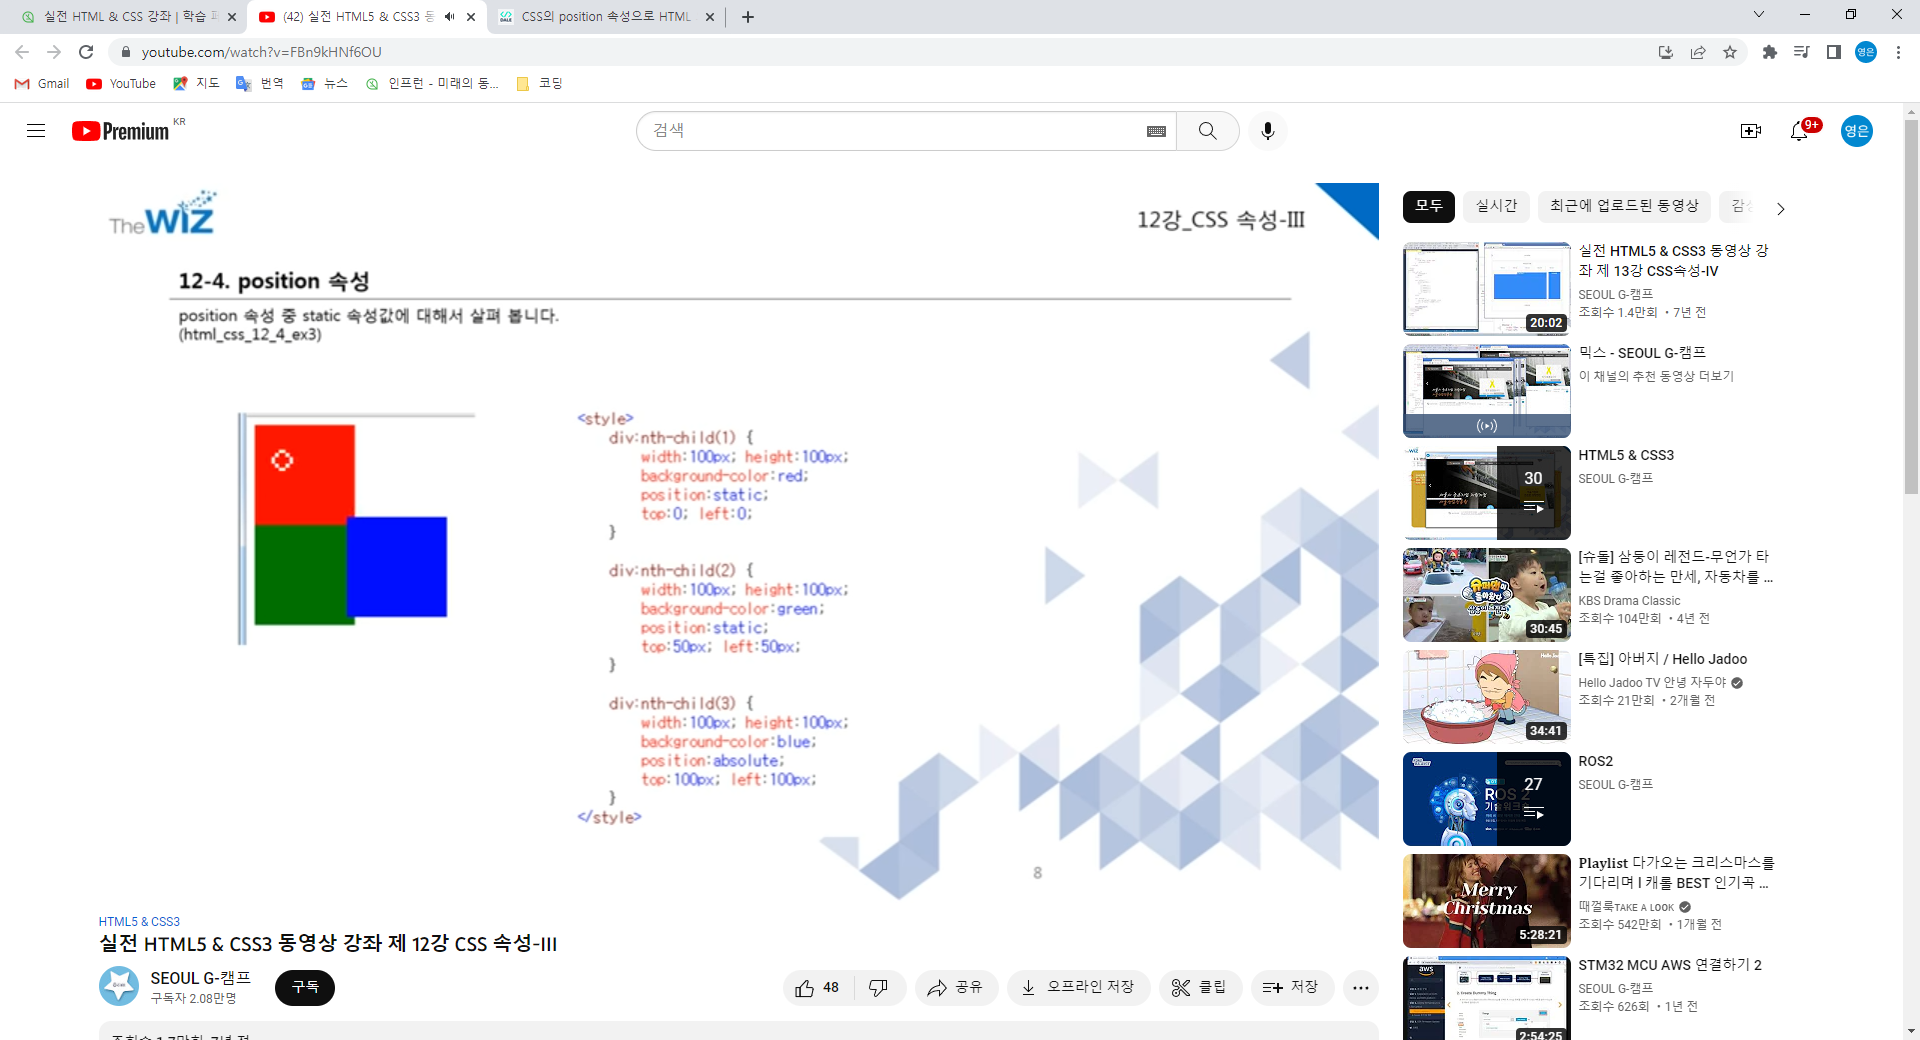 실전 HTML & CSS 강좌 | 학습 페
(42) 실전 HTML5 & CSS3 동
CSS의 position 속성으로 HTML
youtube.com/watch?v=FBn9kHNf6OU
영은
Gmail
YouTube
지도
번역
뉴스
인프런 - 미래의 동...
코딩
Premium KR
검색
9+
영은
The WIZ
12강_CSS 속성-III
12-4. position 속성
position 속성 중 static 속성값에 대해서 살펴 봅니다.
(html_css_12_4_ex3)
<style>
div:nth-child(1) {
width:100px; height:100px;
background-color:red;
position:static;
top:0; left:0;
}
div:nth-child(2) {
width:100px; height:100px;
background-color:green;
position:static;
top:50px; left:50px;
}
div:nth-child(3) {
width:100px; height:100px;
background-color:blue;
position:absolute;
top:100px; left:100px;
}
</style>
8
HTML5 & CSS3
실전 HTML5 & CSS3 동영상 강좌 제 12강 CSS 속성-III
SEOUL G-캠프
구독자 2.08만명
구독
48
공유
오프라인 저장
클립
저장
조회수 1.7만회 7년 전
모두
실시간
최근에 업로드된 동영상
실전 HTML5 & CSS3 동영상 강
좌 제 13강 CSS속성-IV
SEOUL G-캠프
조회수 1.4만회 • 7년 전
20:02
믹스 - SEOUL G-캠프
이 채널의 추천 동영상 더보기
HTML5 & CSS3
SEOUL G-캠프
30
[슈돌] 삼둥이 레전드-무언가 타
는걸 좋아하는 만세, 자동차를 ...
KBS Drama Classic
조회수 104만회 • 4년 전
30:45
[특집] 아버지 / Hello Jadoo
Hello Jadoo TV 안녕 자두야
조회수 21만회 • 2개월 전
34:41
ROS2
SEOUL G-캠프
27
ROS 2
Playlist 다가오는 크리스마스를
기다리며 l 캐롤 BEST 인기곡 ...
때껄룩TAKE A LOOK
조회수 542만회 • 1개월 전
Merry
Christmas
5:28:21
STM32 MCU AWS 연결하기 2
SEOUL G-캠프
조회수 626회 • 1년 전
aws
2:54:25